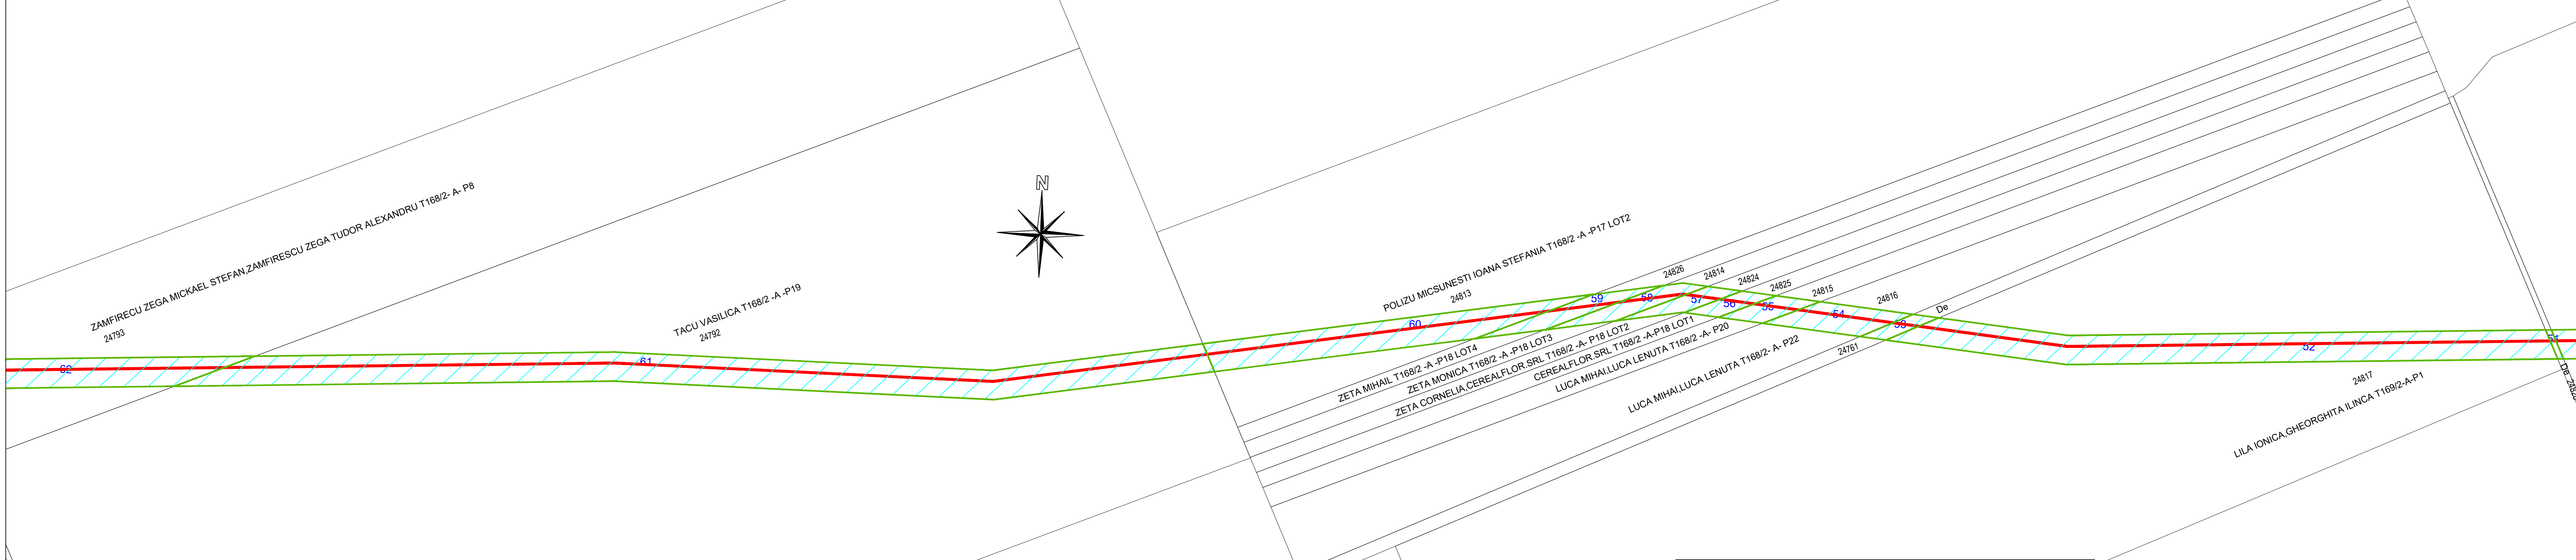 ZAMFIRECU ZEGA MICKAEL STEFAN,ZAMFIRESCU ZEGA TUDOR ALEXANDRU T168/2- A- P8
24793
62
TACU VASILICA T168/2 -A -P19
24792
61
N
POLIZU MICSUNESTI IOANA STEFANIA T168/2 -A -P17 LOT2
24813
60
59
58
57
56
55
54
53
24826
24814
24824
24825
24815
24816
De
ZETA MIHAIL T168/2 -A -P18 LOT4
ZETA MONICA T168/2 -A -P18 LOT3
ZETA CORNELIA,CEREALFLOR.SRL T168/2 -A- P18 LOT2
CEREALFLOR.SRL T168/2 -A-P18 LOT1
LUCA MIHAI,LUCA LENUTA T168/2 -A- P20
LUCA MIHAI,LUCA LENUTA T168/2- A- P22
24761
52
51
24817
LILA IONICA,GHEORGHITA ILINCA T169/2-A-P1
De